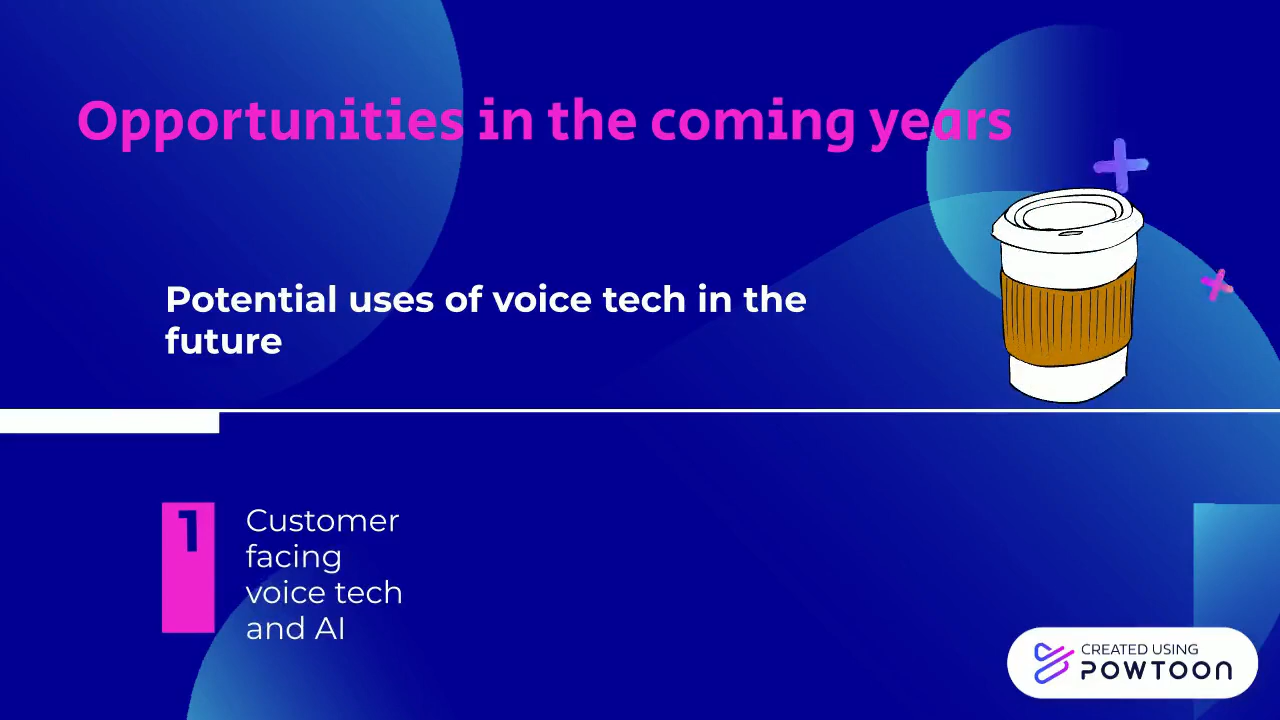 Opportunities in the coming years
Potential uses of voice tech in the
future
1
Customer
facing
voice tech
and AI
CREATED USING
POWTOON